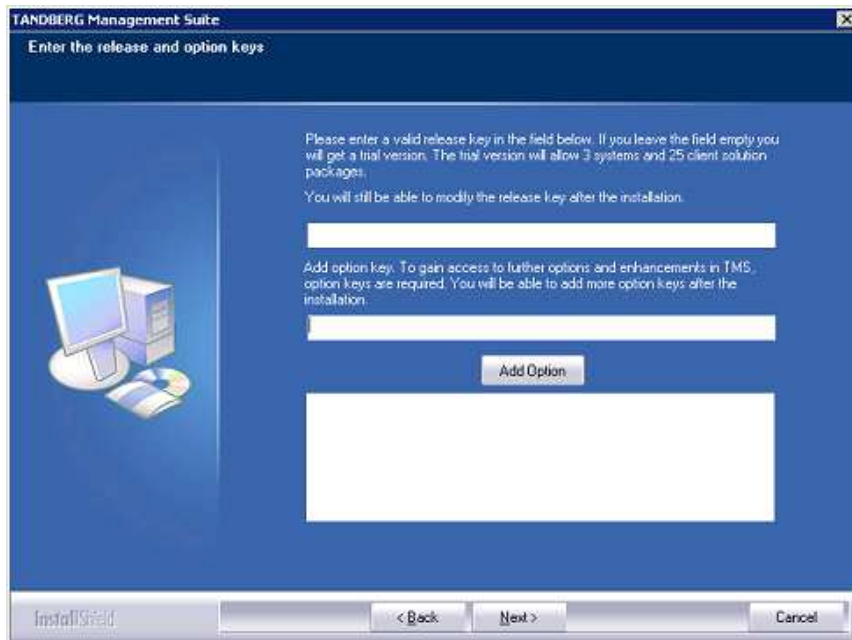 TANDBERG Management Suite
Enter the release and option keys
Please enter a valid release key in the field below. If you leave the field empty you
will get a trial version. The trial version will allow 3 systems and 25 client solution
packages.
You will still be able to modify the release key after the installation.
Add option key. To gain access to further options and enhancements in TMS,
option keys are required. You will be able to add more option keys after the
installation.
Add Option
InstallShield
< Back
Next >
Cancel